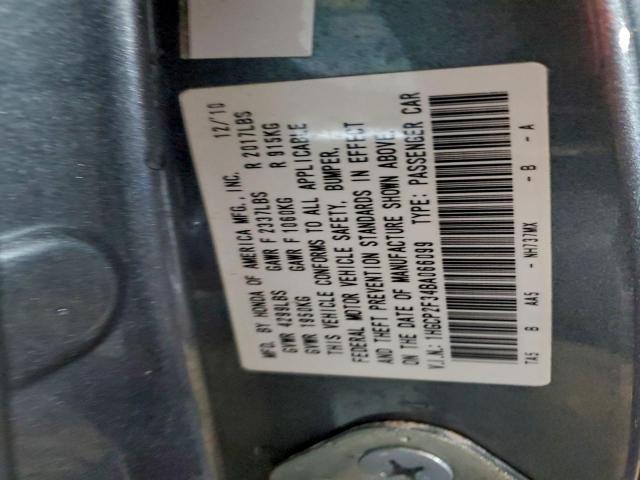 MFD. BY HONDA OF AMERICA MFG., INC. 12/10
GVWR 4299LBS GAWR F 2337LBS R 2017LBS
GVWR 1950KG GAWR F 1060KG R 915KG
THIS VEHICLE CONFORMS TO ALL APPLICABLE
FEDERAL MOTOR VEHICLE SAFETY, BUMPER,
AND THEFT PREVENTION STANDARDS IN EFFECT
ON THE DATE OF MANUFACTURE SHOWN ABOVE.
V.I.N.: 1HGCP2F34BA066099 TYPE: PASSENGER CAR
TA5 B AA5 - NH737MX - B - A